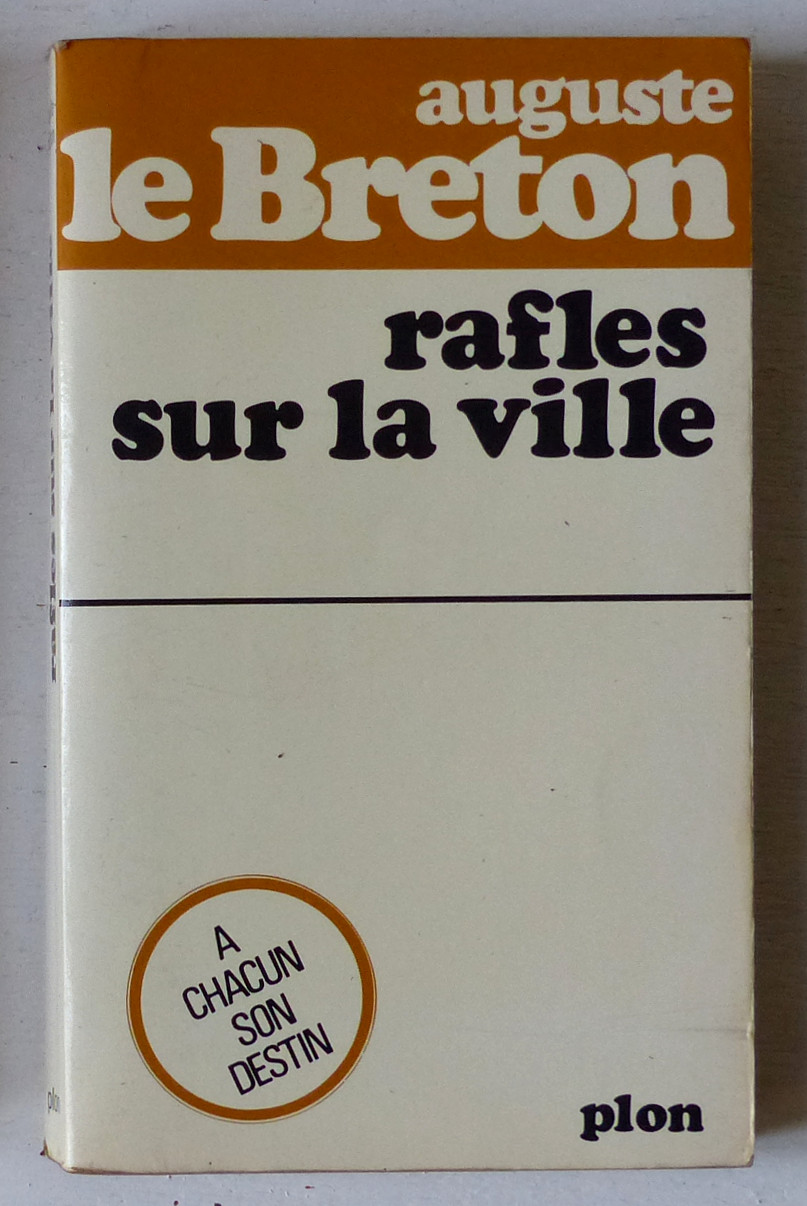 auguste
le Breton
rafles
sur la ville
A
CHACUN
SON
DESTIN
plon